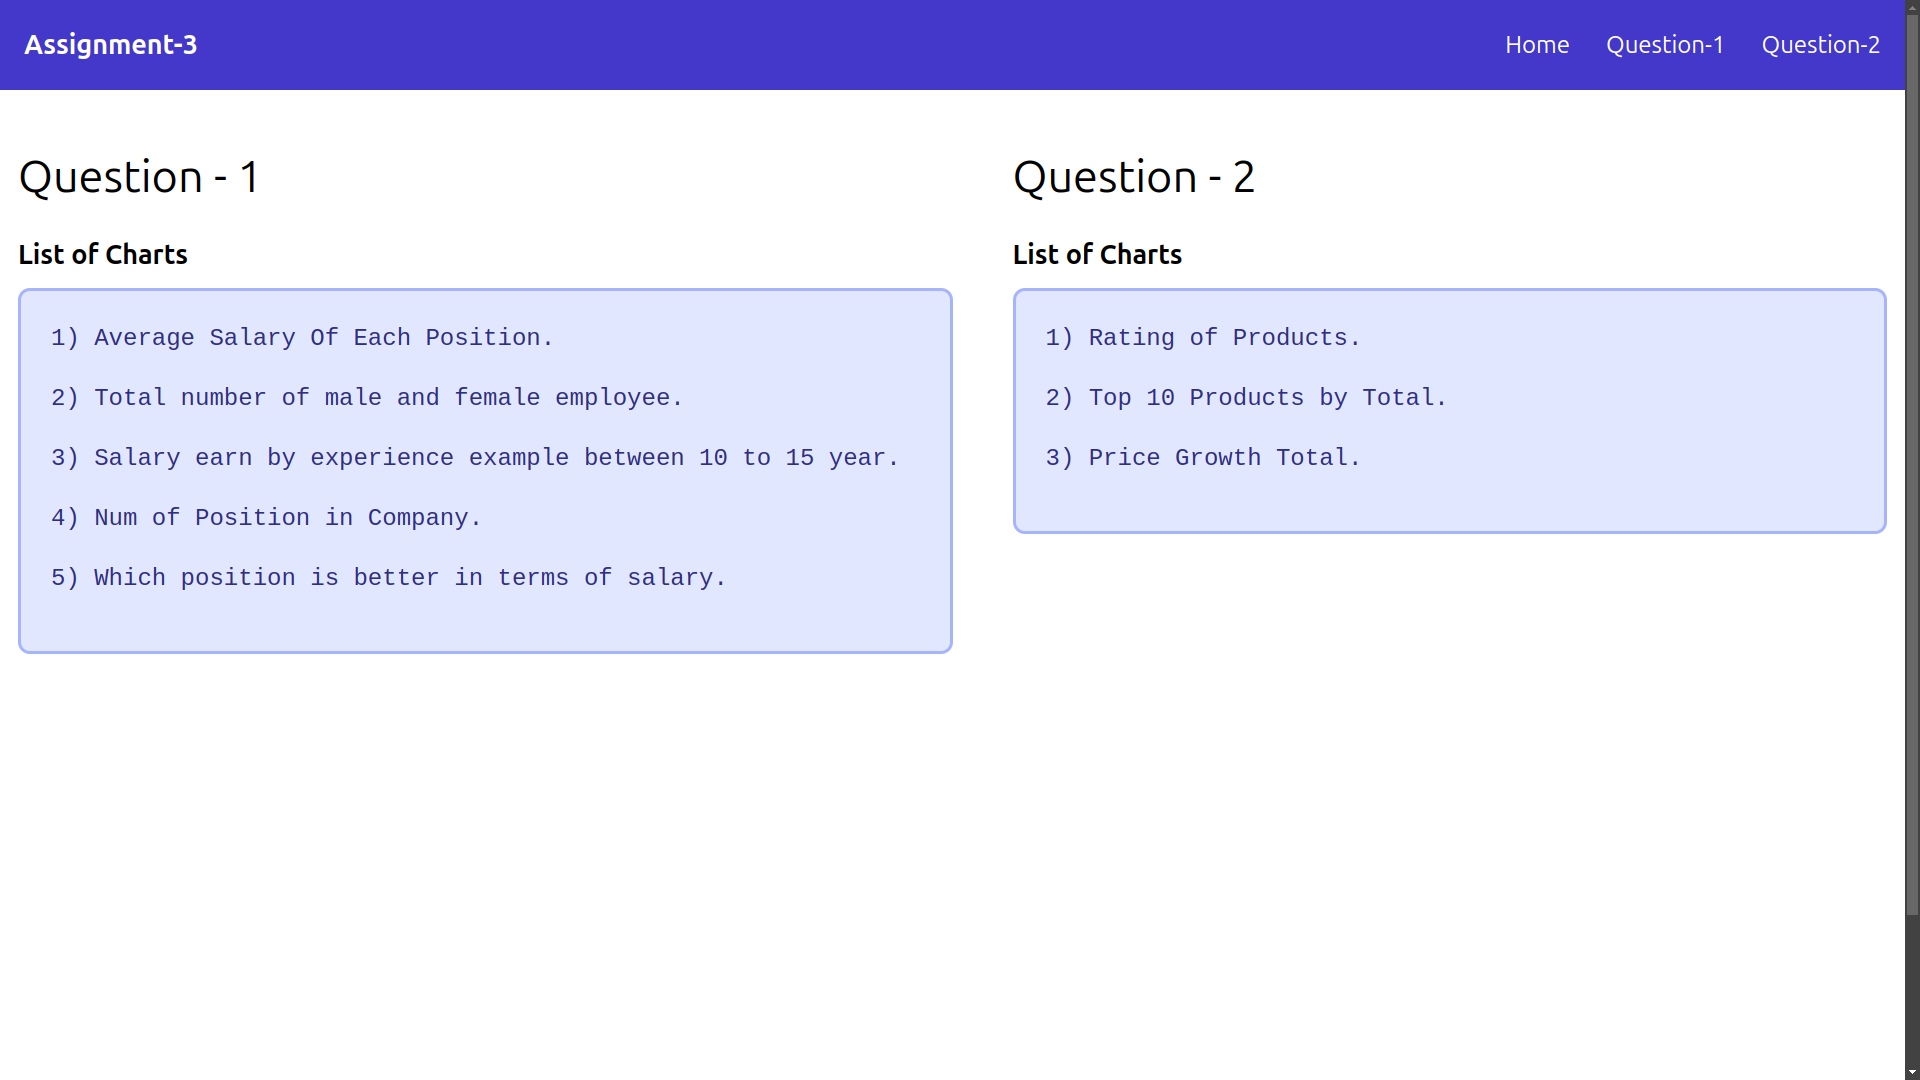 Assignment-3
Home
Question-1
Question-2
Question - 1
List of Charts
1) Average Salary Of Each Position.
2) Total number of male and female employee.
3) Salary earn by experience example between 10 to 15 year.
4) Num of Position in Company.
5) Which position is better in terms of salary.
Question - 2
List of Charts
1) Rating of Products.
2) Top 10 Products by Total.
3) Price Growth Total.